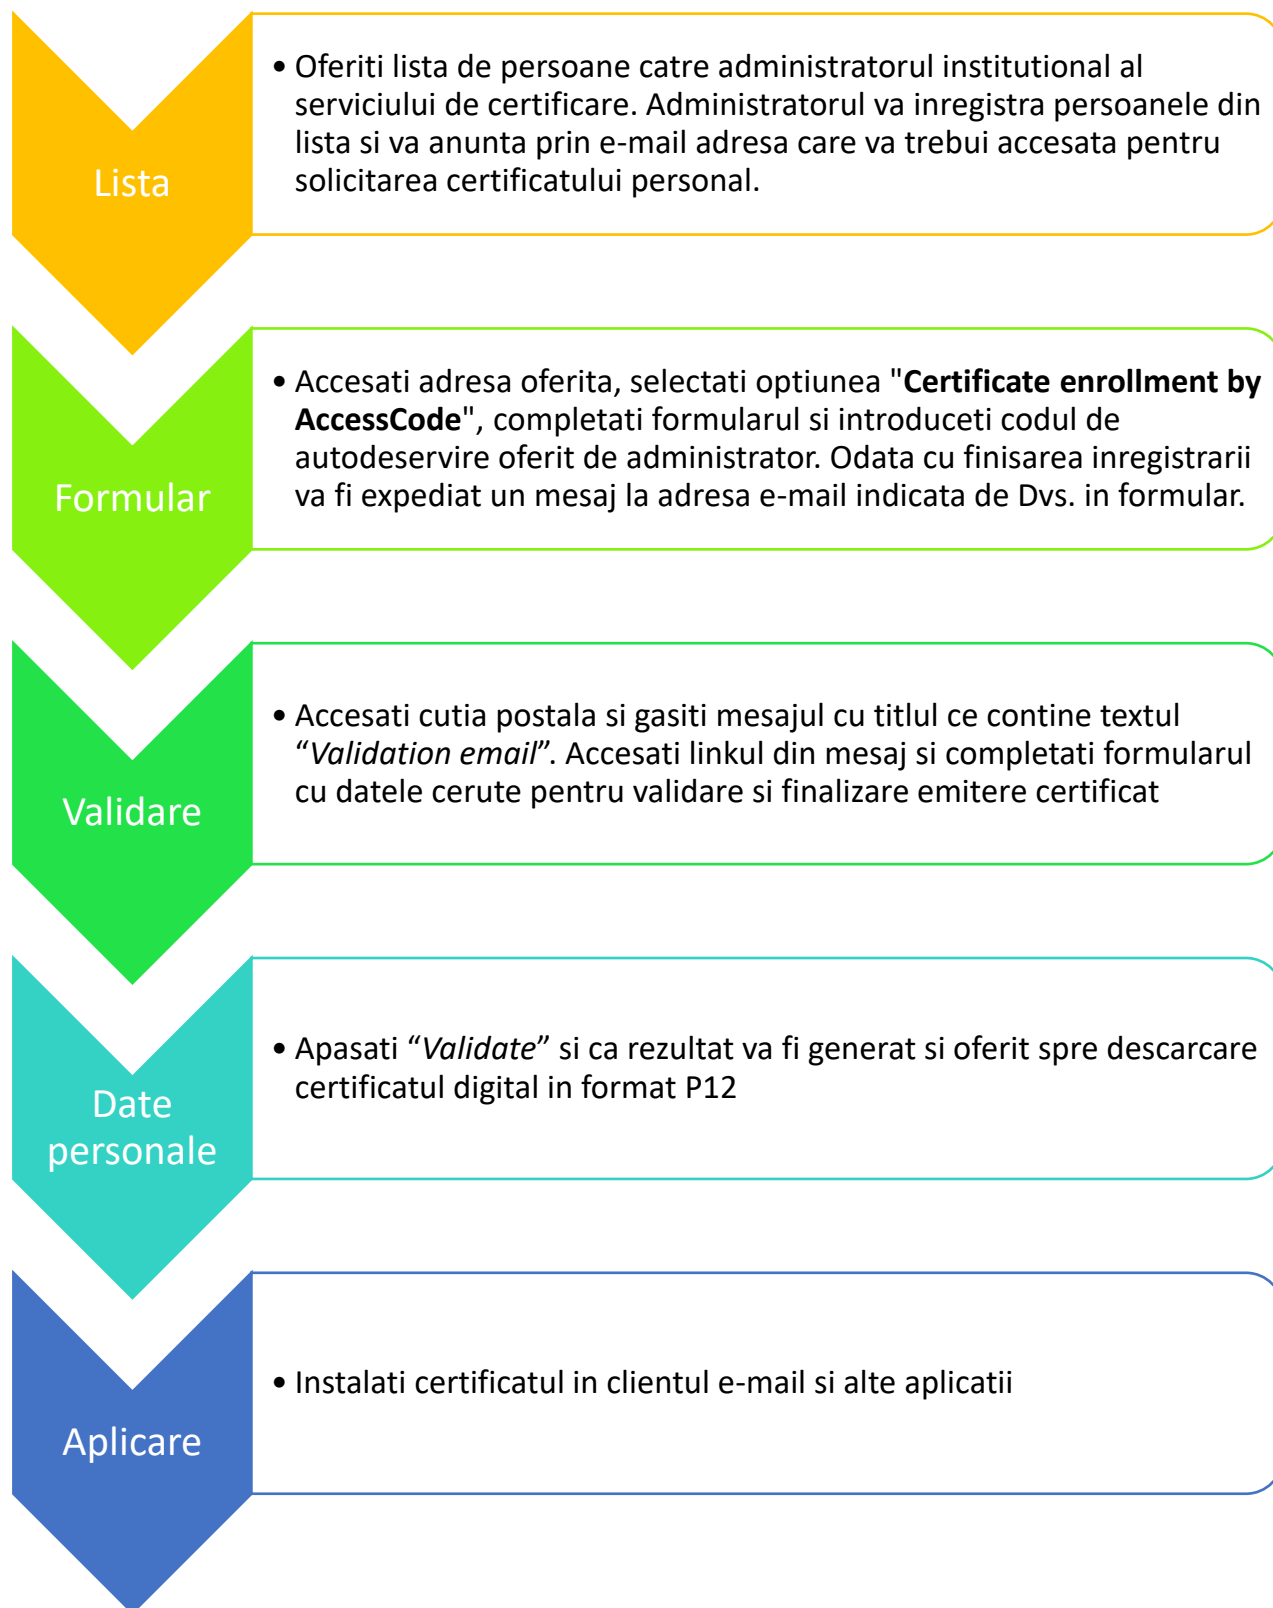 Lista
• Oferiti lista de persoane catre administratorul institutional al
serviciului de certificare. Administratorul va inregistra persoanele din
lista si va anunta prin e-mail adresa care va trebui accesata pentru
solicitarea certificatului personal.
Formular
• Accesati adresa oferita, selectati optiunea "Certificate enrollment by
AccessCode", completati formularul si introduceti codul de
autodeservire oferit de administrator. Odata cu finisarea inregistrarii
va fi expediat un mesaj la adresa e-mail indicata de Dvs. in formular.
Validare
• Accesati cutia postala si gasiti mesajul cu titlul ce contine textul
“Validation email”. Accesati linkul din mesaj si completati formularul
cu datele cerute pentru validare si finalizare emitere certificat
Date
personale
• Apasati “Validate” si ca rezultat va fi generat si oferit spre descarcare
certificatul digital in format P12
Aplicare
• Instalati certificatul in clientul e-mail si alte aplicatii